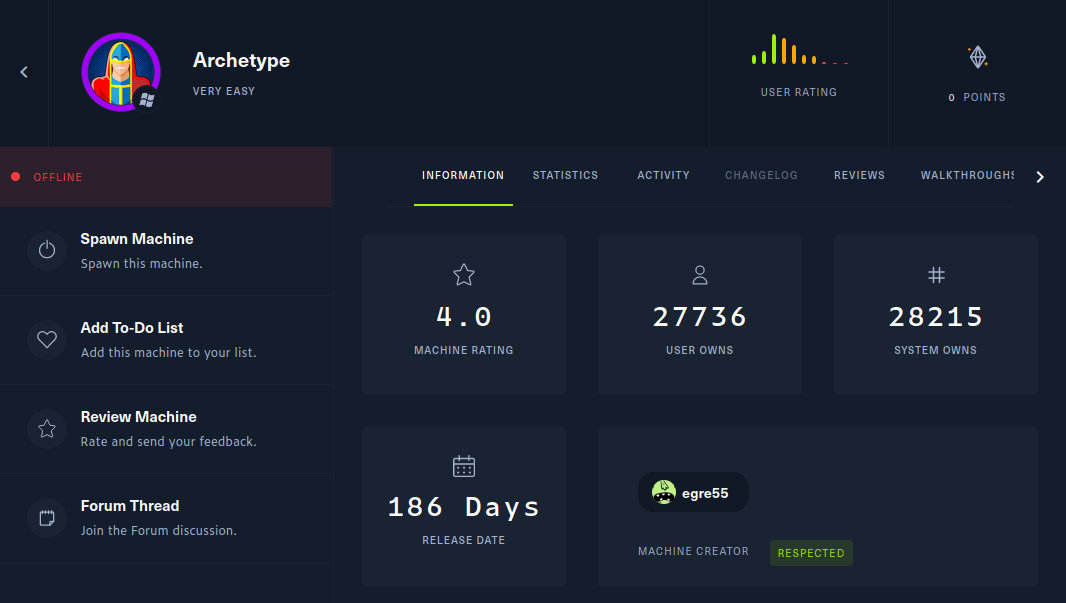 Archetype
VERY EASY
USER RATING
0 POINTS
OFFLINE
Spawn Machine
Spawn this machine.
Add To-Do List
Add this machine to your list.
Review Machine
Rate and send your feedback.
Forum Thread
Join the Forum discussion.
INFORMATION STATISTICS ACTIVITY CHANGELOG REVIEWS WALKTHROUGHS
4.0
MACHINE RATING
27736
USER OWNS
28215
SYSTEM OWNS
186 Days
RELEASE DATE
egre55
MACHINE CREATOR RESPECTED